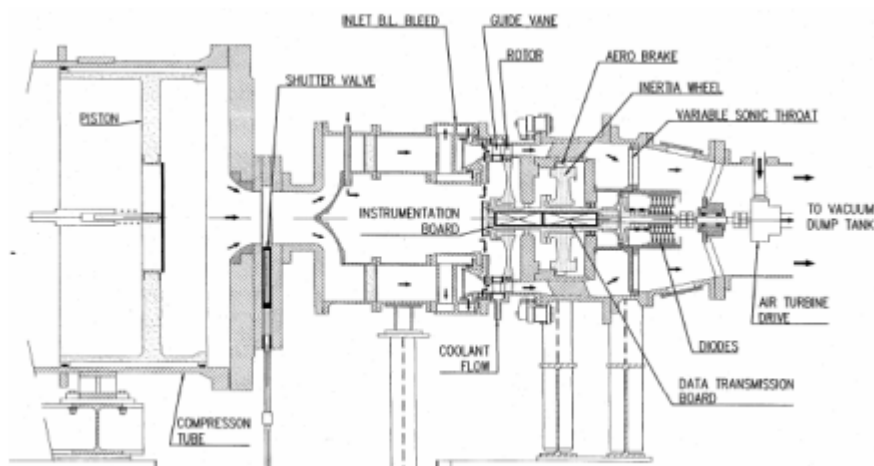 INLET B.L. BLEED
GUIDE VANE
ROTOR
AERO BRAKE
SHUTTER VALVE
INERTIA WHEEL
VARIABLE SONIC THROAT
PISTON
INSTRUMENTATION
BOARD
TO VACUUM
DUMP TANK
AIR TURBINE
DRIVE
DIODES
COOLANT
FLOW
DATA TRANSMISSION
BOARD
COMPRESSON
TUBE